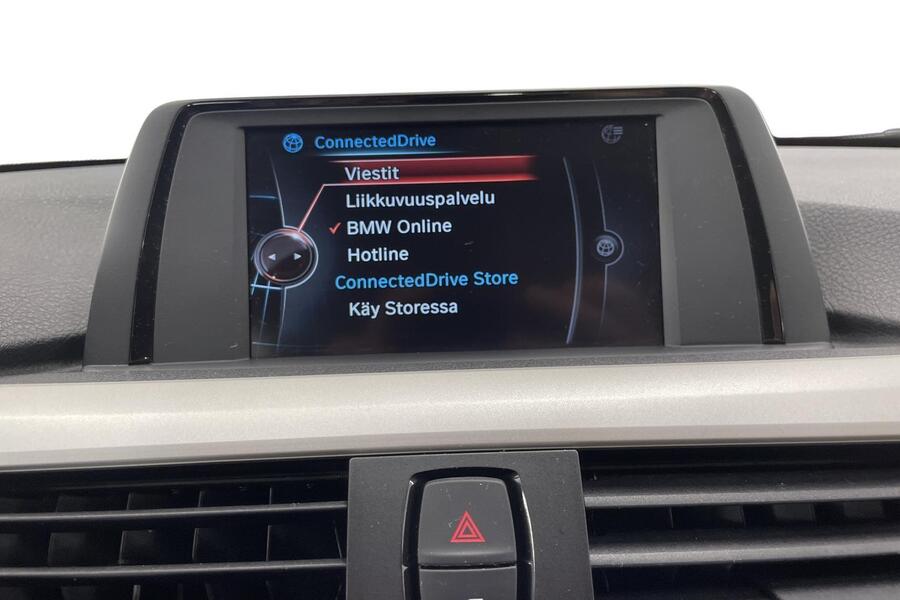 ConnectedDrive
Viestit
Liikkuvuuspalvelu
✓ BMW Online
Hotline
ConnectedDrive Store
Käy Storessa